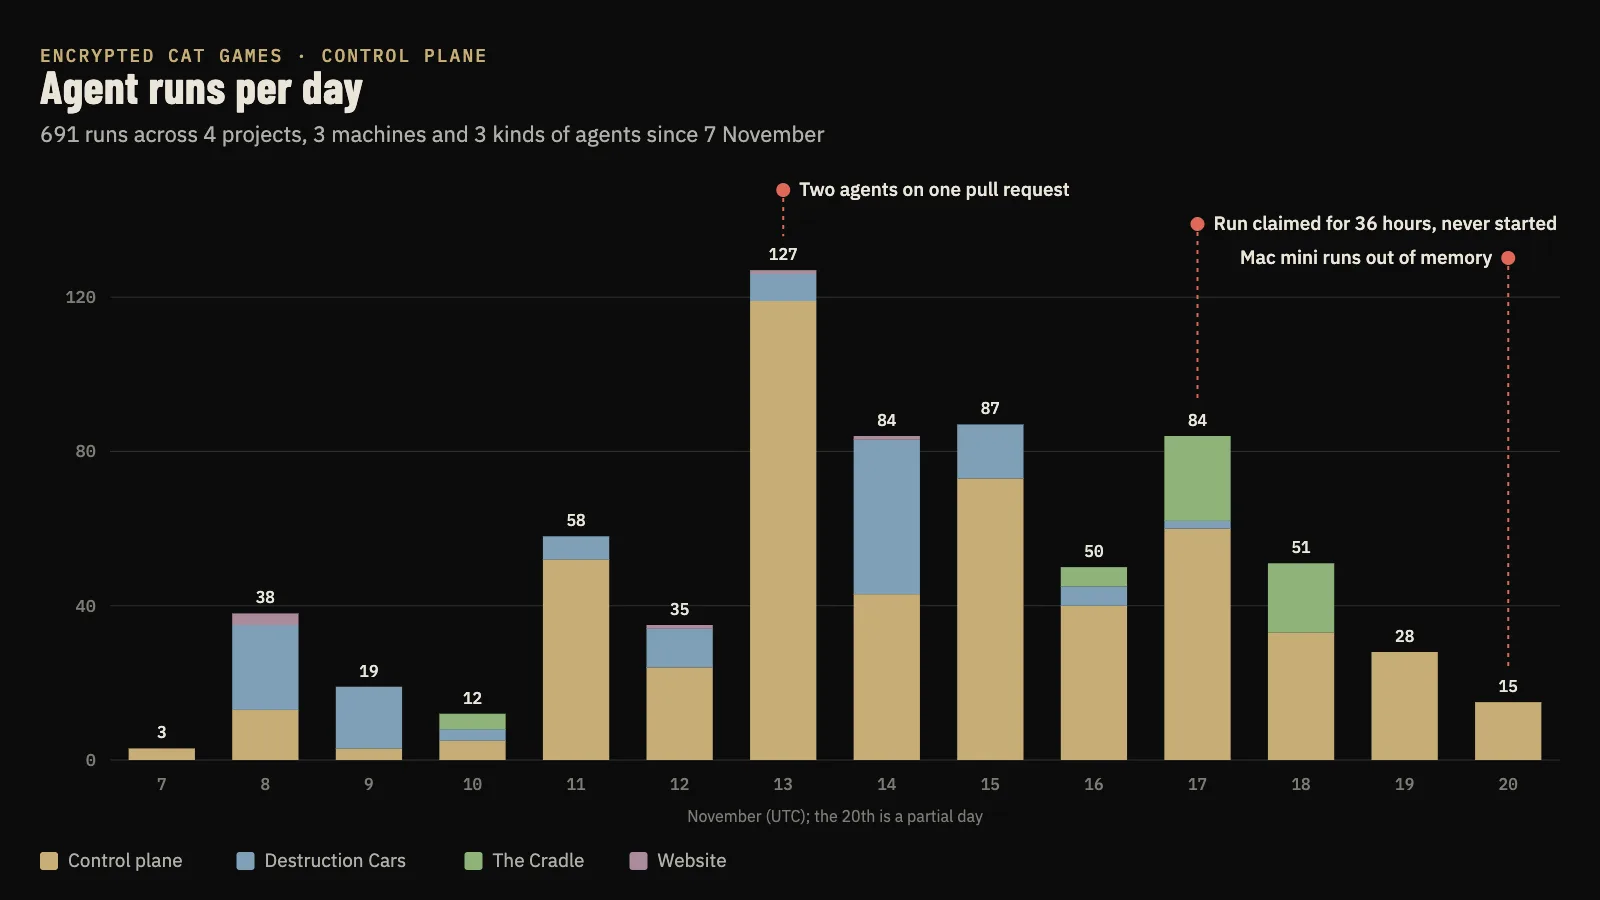 ENCRYPTED CAT GAMES · CONTROL PLANE
Agent runs per day
691 runs across 4 projects, 3 machines and 3 kinds of agents since 7 November
Two agents on one pull request
Run claimed for 36 hours, never started
Mac mini runs out of memory
127
120
84
87
84
80
58
50
51
40
38
35
28
19
12
15
3
0
7 8 9 10 11 12 13 14 15 16 17 18 19 20
November (UTC); the 20th is a partial day
Control plane Destruction Cars The Cradle Website